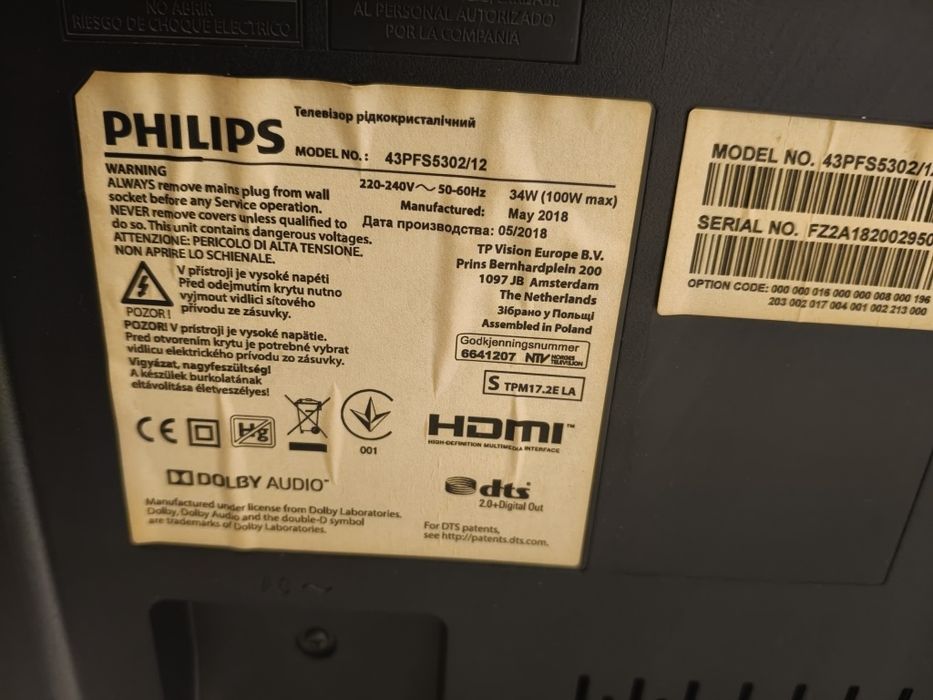 NO ABRIR
RIESGO DE CHOQUE ELECTRICO
AL PERSONAL AUTORIZADO
POR LA COMPAÑIA
PHILIPS
Телевізор рідкокристалічний
MODEL NO.: 43PFS5302/12
WARNING
ALWAYS remove mains plug from wall
socket before any Service operation.
NEVER remove covers unless qualified to
do so. This unit contains dangerous voltages.
ATTENZIONE: PERICOLO DI ALTA TENSIONE.
NON APRIRE LO SCHIENALE.
V přístroji je vysoké napětí
Před odejmutím krytu nutno
vyjmout vidlici síťového
přívodu ze zásuvky.
POZOR!
POZOR! V prístroji je vysoké napätie.
Pred otvorením krytu je potrebné vybrat
vidlicu elektrického prívodu zo zásuvky.
Vigyázat, nagyfeszültség!
A készülek burkolatának
eltávolítása életveszélyes!
220-240V~ 50-60Hz 34W (100W max)
Manufactured: May 2018
Дата производства: 05/2018
TP Vision Europe B.V.
Prins Bernhardplein 200
1097 JB Amsterdam
The Netherlands
Зібрано у Польщі
Assembled in Poland
Godkjenningsnummer
6641207 NTV NORGES
TELEVISJON
S TPM17.2E LA
CE Hg
001
HDMI™
HIGH-DEFINITION MULTIMEDIA INTERFACE
DOLBY AUDIO™
Manufactured under license from Dolby Laboratories.
Dolby, Dolby Audio and the double-D symbol
are trademarks of Dolby Laboratories.
dts
2.0+Digital Out
For DTS patents,
see http://patents.dts.com.
MODEL NO. 43PFS5302/12
SERIAL NO. FZ2A182002950
OPTION CODE: 000 000 016 000 000 008 000 196
203 002 017 004 001 002 213 000